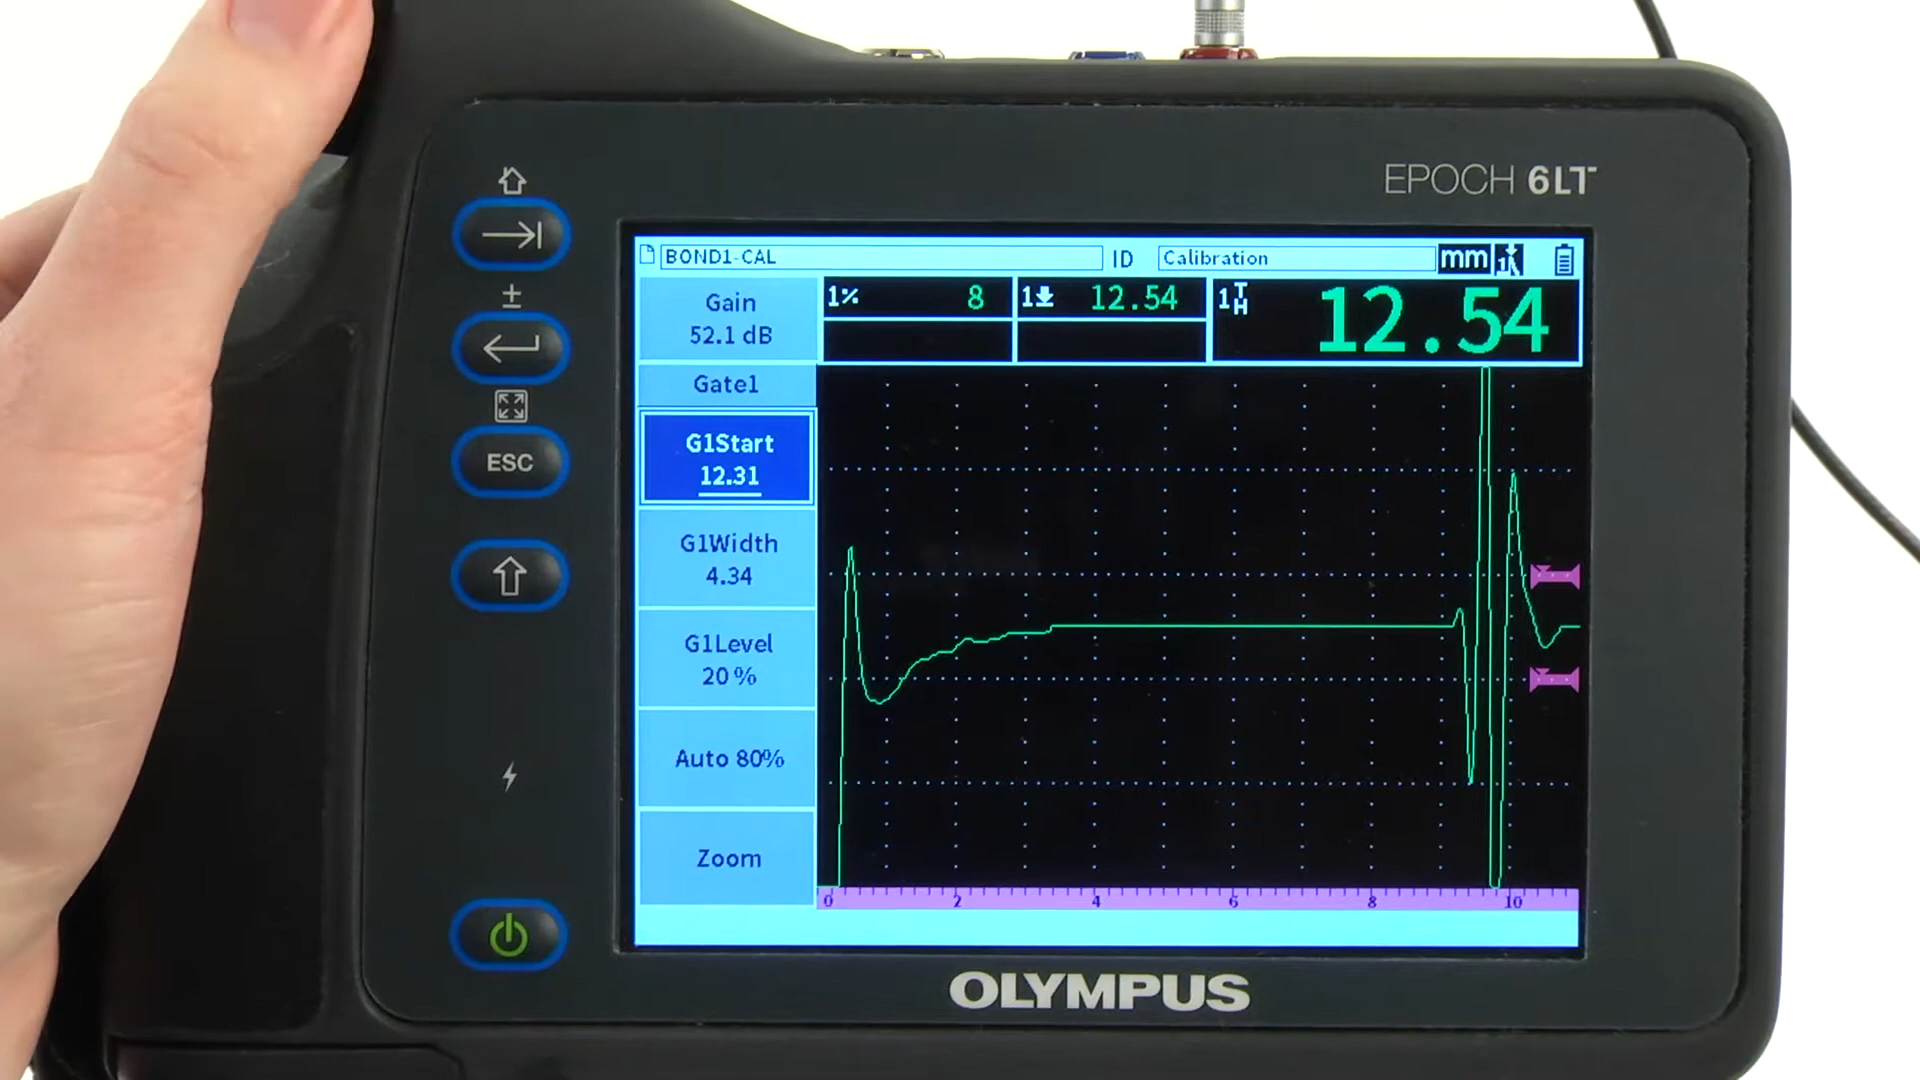 EPOCH 6LT
BOND1-CAL ID Calibration mm
Gain
52.1 dB
1% 8
1 12.54
1 TH 12.54
Gate1
G1Start
12.31
G1Width
4.34
G1Level
20%
Auto 80%
Zoom
0 2 4 6 8 10
±
ESC
OLYMPUS